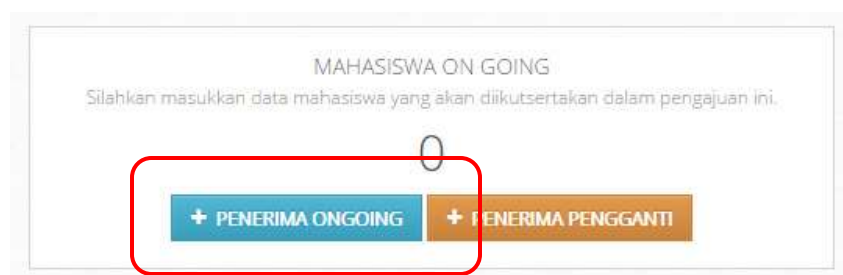 MAHASISWA ON GOING
Silahkan masukkan data mahasiswa yang akan diikutsertakan dalam pengajuan ini.
0
+ PENERIMA ONGOING + PENERIMA PENGGANTI